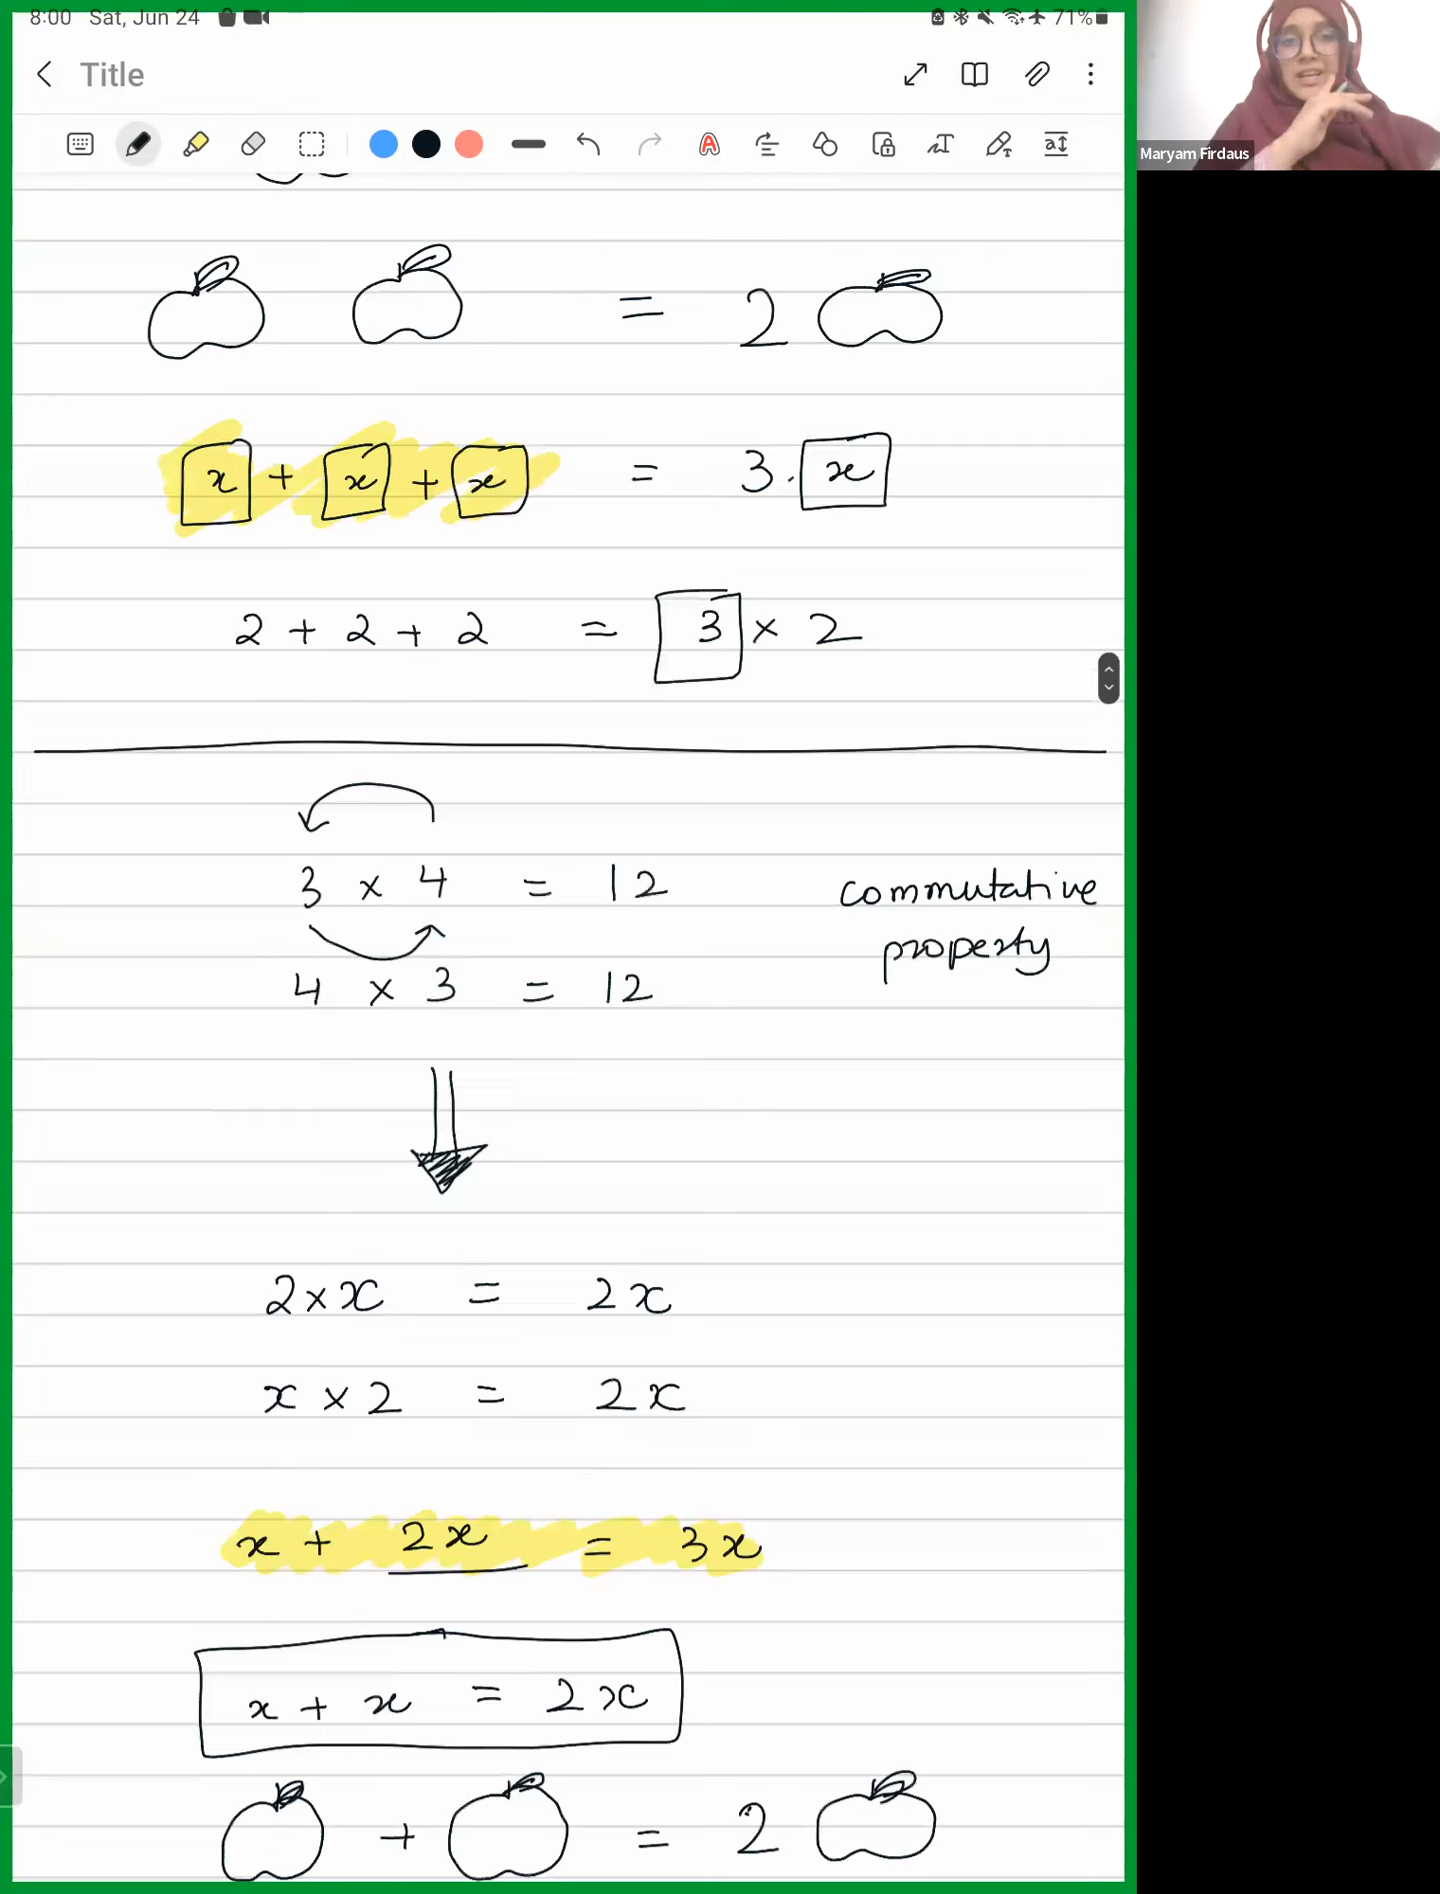 8:00 Sat, Jun 24
71%
Title
Maryam Firdaus
= 2
x + x + x = 3 . x
2 + 2 + 2 = 3 × 2
3 × 4 = 12 commutative
property
4 × 3 = 12
2 × x = 2x
x × 2 = 2x
x + 2x = 3x
x + x = 2x
+ = 2